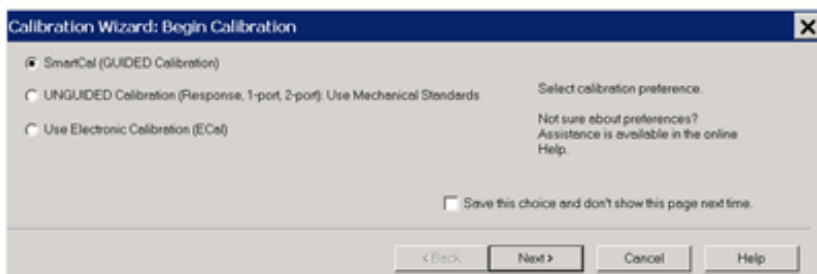 Calibration Wizard: Begin Calibration
SmartCal (GUIDED Calibration)
UNGUIDED Calibration (Response, 1-port, 2-port): Use Mechanical Standards
Use Electronic Calibration (ECal)
Select calibration preference.
Not sure about preferences?
Assistance is available in the online
Help.
Save this choice and don't show this page next time.
< Back
Next >
Cancel
Help